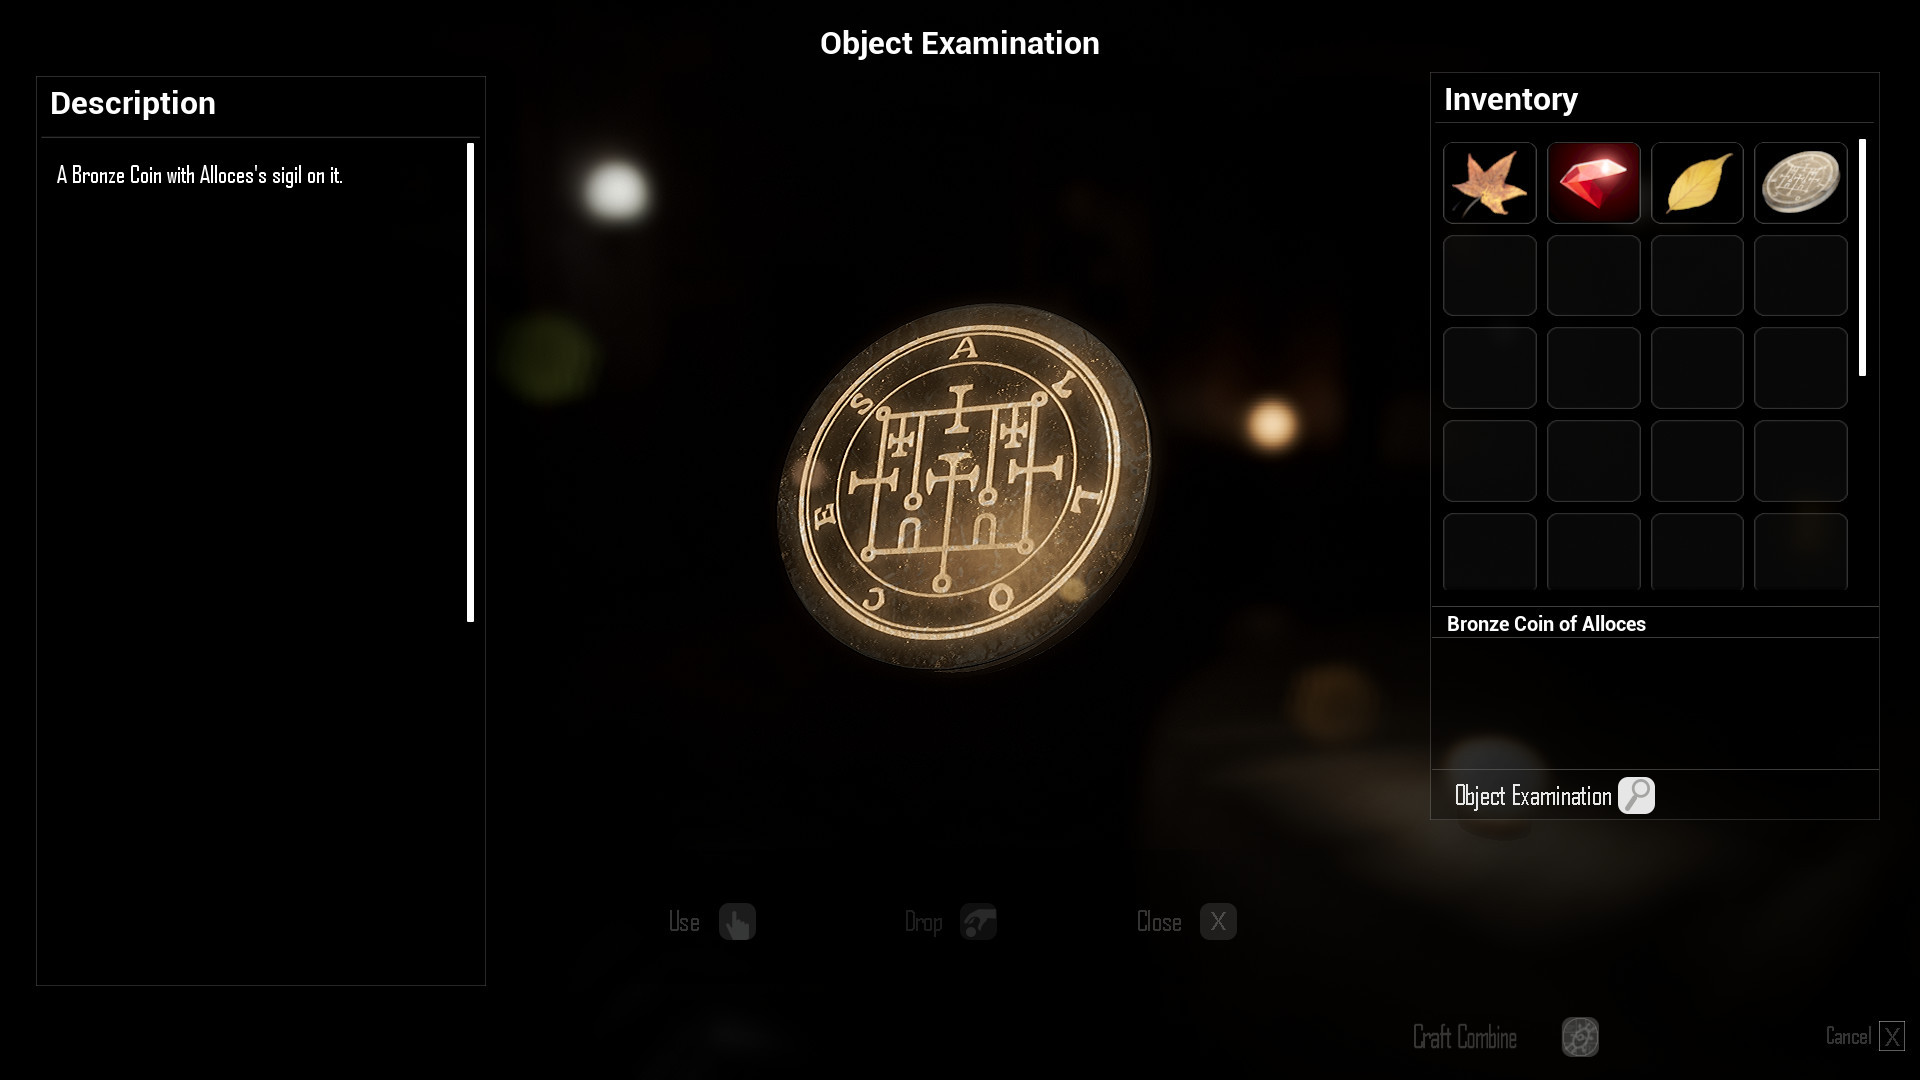 Object Examination
Description
A Bronze Coin with Alloces's sigil on it.
ALLOCES
Inventory
Bronze Coin of Alloces
Object Examination
Use
Drop
Close X
Craft Combine
Cancel X